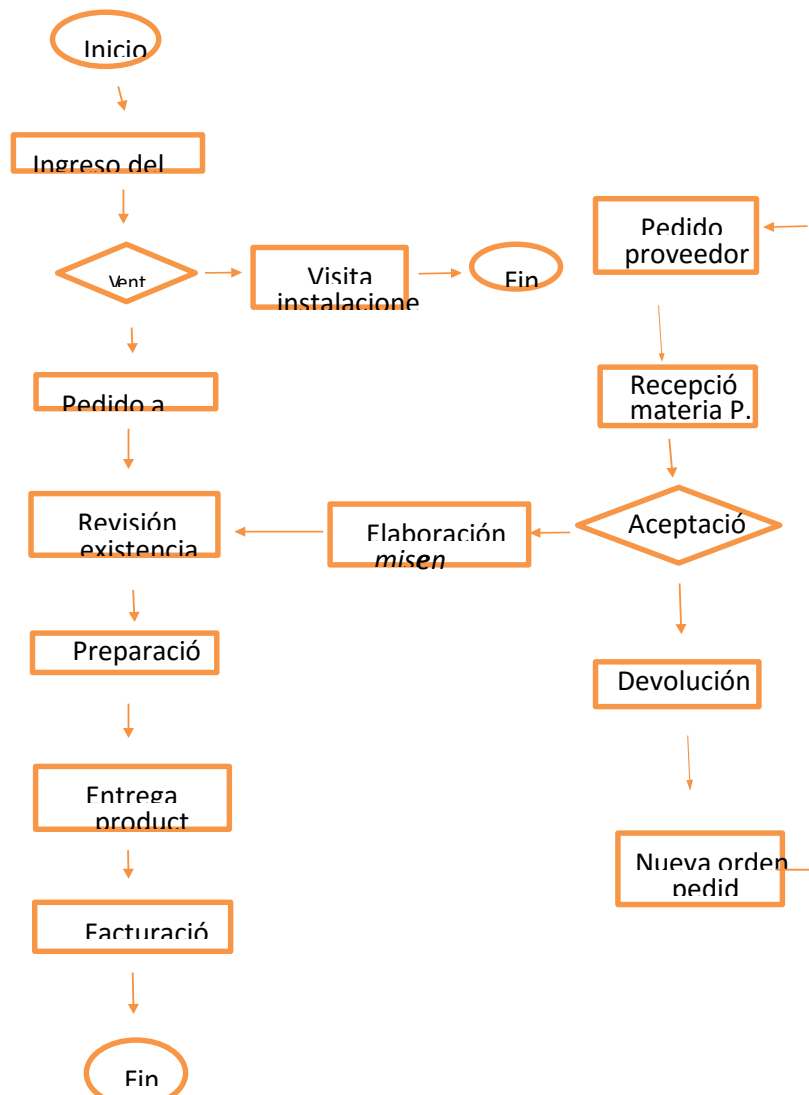 Inicio
Ingreso del
Vent
Visita
instalacione
Fin
Pedido a
Revisión
existencia
Preparació
Entrega
product
Facturació
Fin
Pedido
proveedor
Recepció
materia P.
Aceptació
Elaboración
misen
Devolución
Nueva orden
pedid